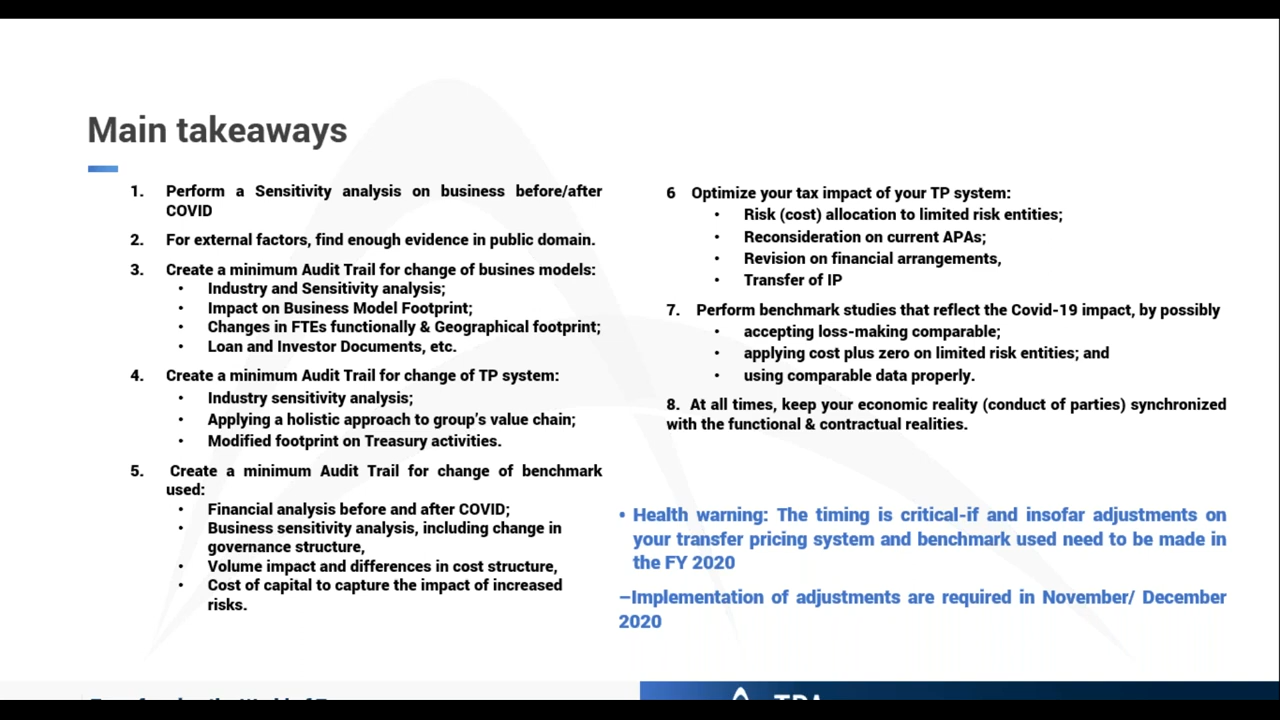 Main takeaways
1. Perform a Sensitivity analysis on business before/after
COVID
2. For external factors, find enough evidence in public domain.
3. Create a minimum Audit Trail for change of busines models:
• Industry and Sensitivity analysis;
• Impact on Business Model Footprint;
• Changes in FTEs functionally & Geographical footprint;
• Loan and Investor Documents, etc.
4. Create a minimum Audit Trail for change of TP system:
• Industry sensitivity analysis;
• Applying a holistic approach to group's value chain;
• Modified footprint on Treasury activities.
5. Create a minimum Audit Trail for change of benchmark
used:
• Financial analysis before and after COVID;
• Business sensitivity analysis, including change in
governance structure,
• Volume impact and differences in cost structure,
• Cost of capital to capture the impact of increased
risks.
6 Optimize your tax impact of your TP system:
• Risk (cost) allocation to limited risk entities;
• Reconsideration on current APAs;
• Revision on financial arrangements,
• Transfer of IP
7. Perform benchmark studies that reflect the Covid-19 impact, by possibly
• accepting loss-making comparable;
• applying cost plus zero on limited risk entities; and
• using comparable data properly.
8. At all times, keep your economic reality (conduct of parties) synchronized
with the functional & contractual realities.
• Health warning: The timing is critical-if and insofar adjustments on
your transfer pricing system and benchmark used need to be made in
the FY 2020
–Implementation of adjustments are required in November/ December
2020
TPA